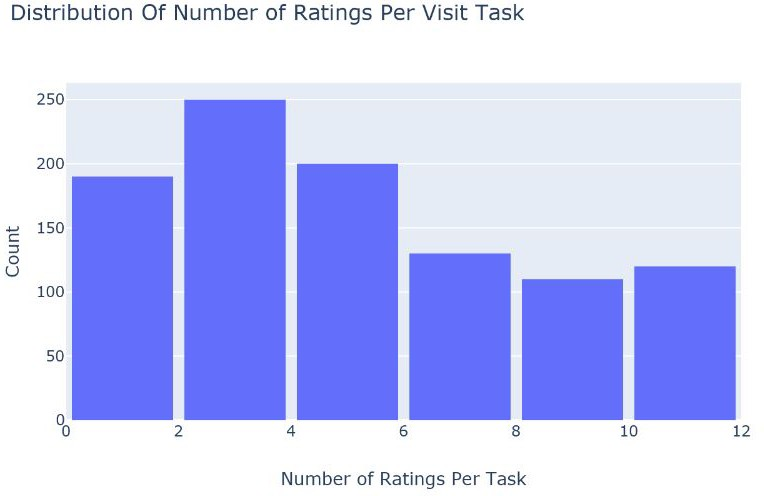 Distribution Of Number of Ratings Per Visit Task
250
200
150
100
50
0
Count
0 2 4 6 8 10 12
Number of Ratings Per Task